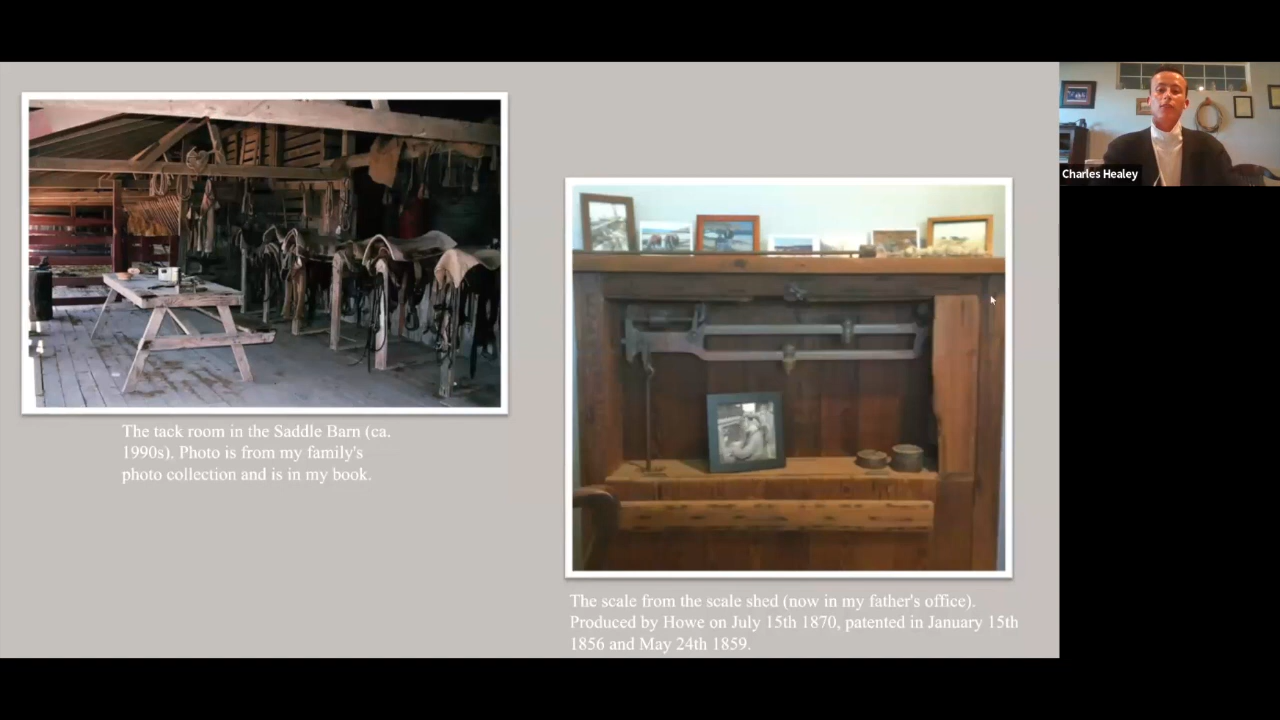 Charles Healey
The tack room in the Saddle Barn (ca.
1990s). Photo is from my family's
photo collection and is in my book.
The scale from the scale shed (now in my father's office).
Produced by Howe on July 15th 1870, patented in January 15th
1856 and May 24th 1859.